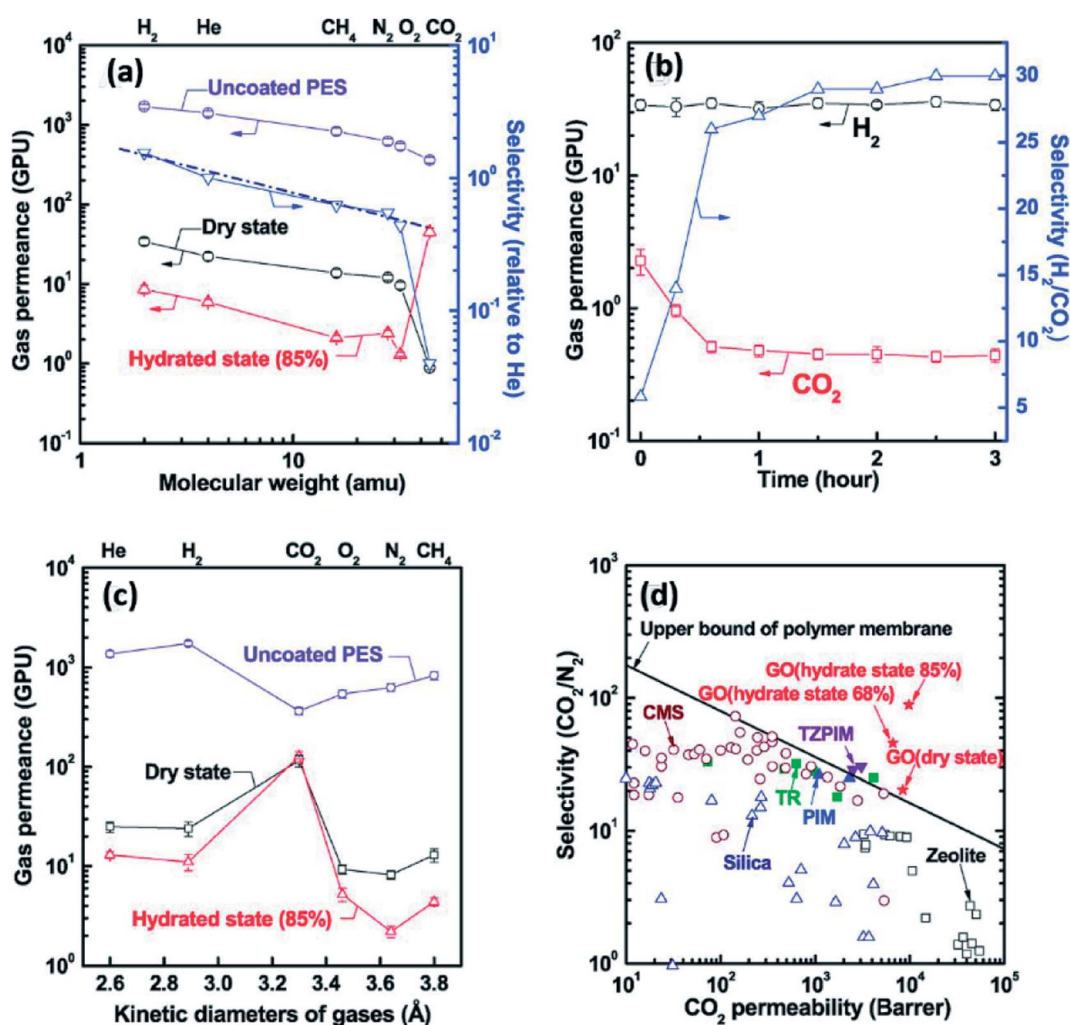 H2 He CH4 N2 O2 CO2
(a)
Uncoated PES
Dry state
Hydrated state (85%)
10^4
10^3
10^2
10^1
10^0
10^-1
Gas permeance (GPU)
10^1
10^0
10^-1
10^-2
Selectivity (relative to He)
1 10
Molecular weight (amu)
(b)
H2
CO2
10^2
10^1
10^0
10^-1
Gas permeance (GPU)
30
25
20
15
10
5
Selectivity (H2/CO2)
0 1 2 3
Time (hour)
He H2 CO2 O2 N2 CH4
(c)
Uncoated PES
Dry state
Hydrated state (85%)
10^4
10^3
10^2
10^1
10^0
Gas permeance (GPU)
2.6 2.8 3.0 3.2 3.4 3.6 3.8
Kinetic diameters of gases (Å)
(d)
Upper bound of polymer membrane
GO(hydrate state 85%)
GO(hydrate state 68%)
CMS
TZPIM
GO(dry state)
TR
PIM
Silica
Zeolite
10^3
10^2
10^1
10^0
Selectivity (CO2/N2)
10^1 10^2 10^3 10^4 10^5
CO2 permeability (Barrer)